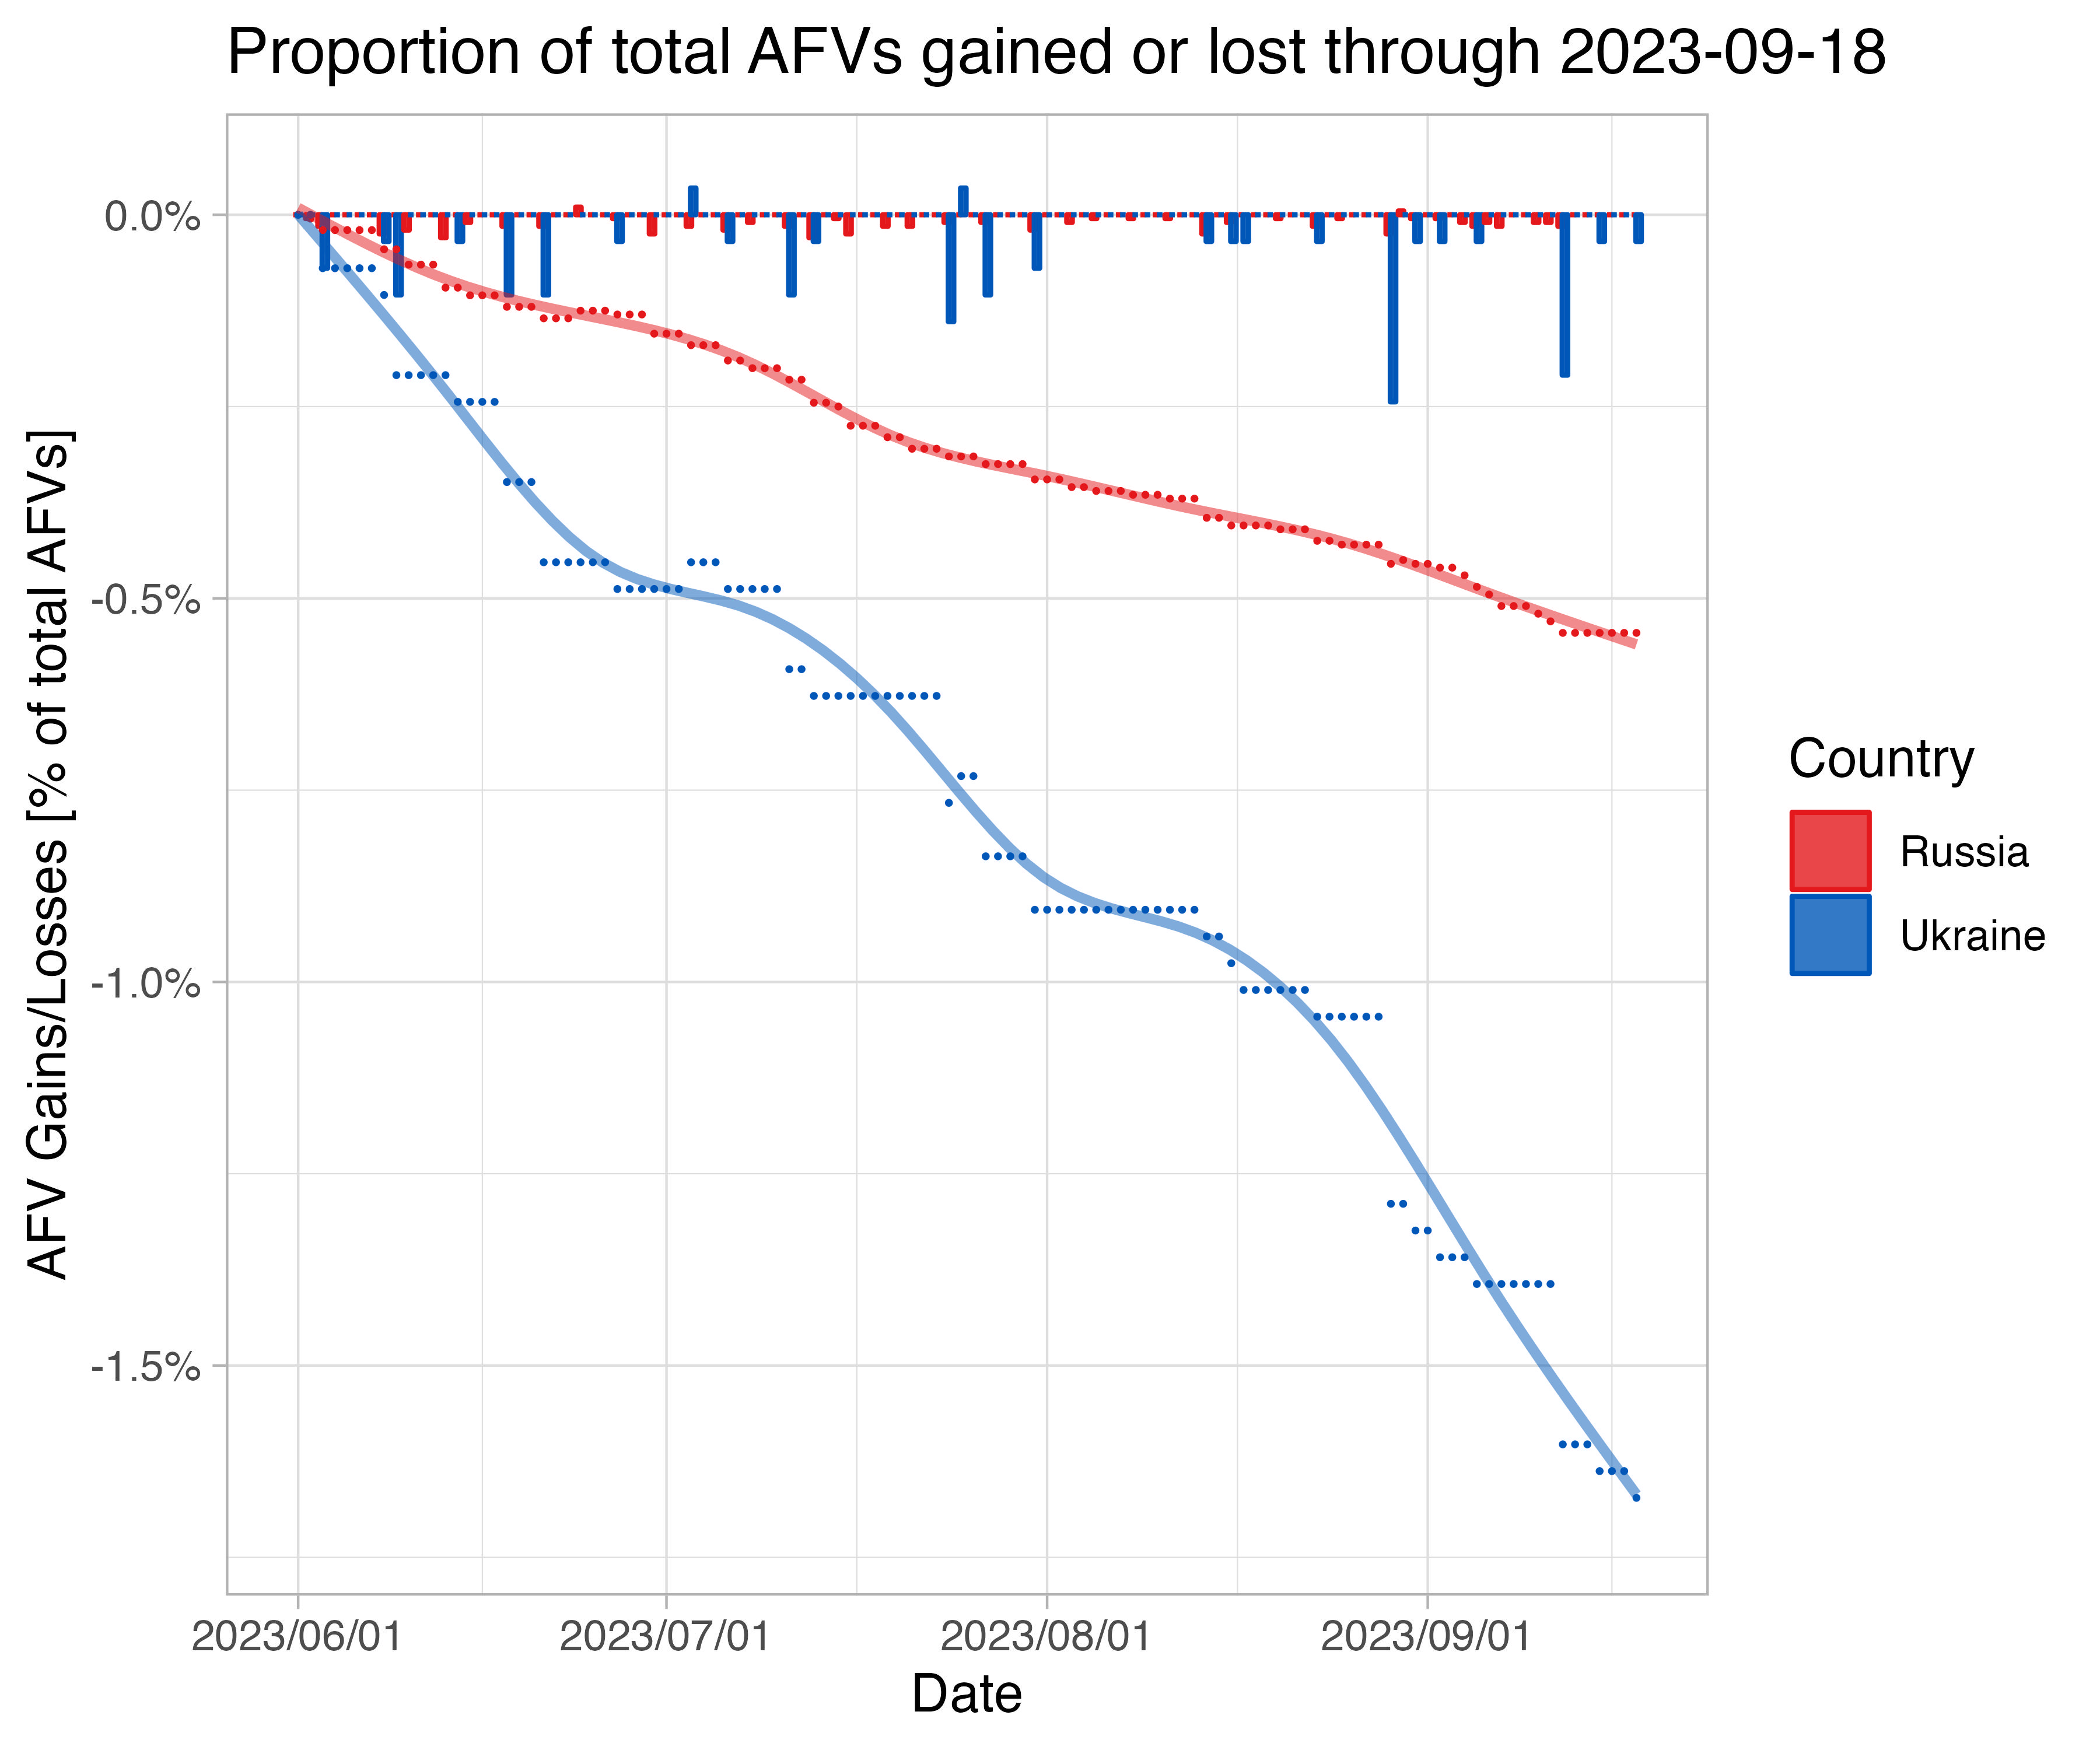 Proportion of total AFVs gained or lost through 2023-09-18
AFV Gains/Losses [% of total AFVs]
0.0%
-0.5%
-1.0%
-1.5%
2023/06/01
2023/07/01
2023/08/01
2023/09/01
Date
Country
Russia
Ukraine